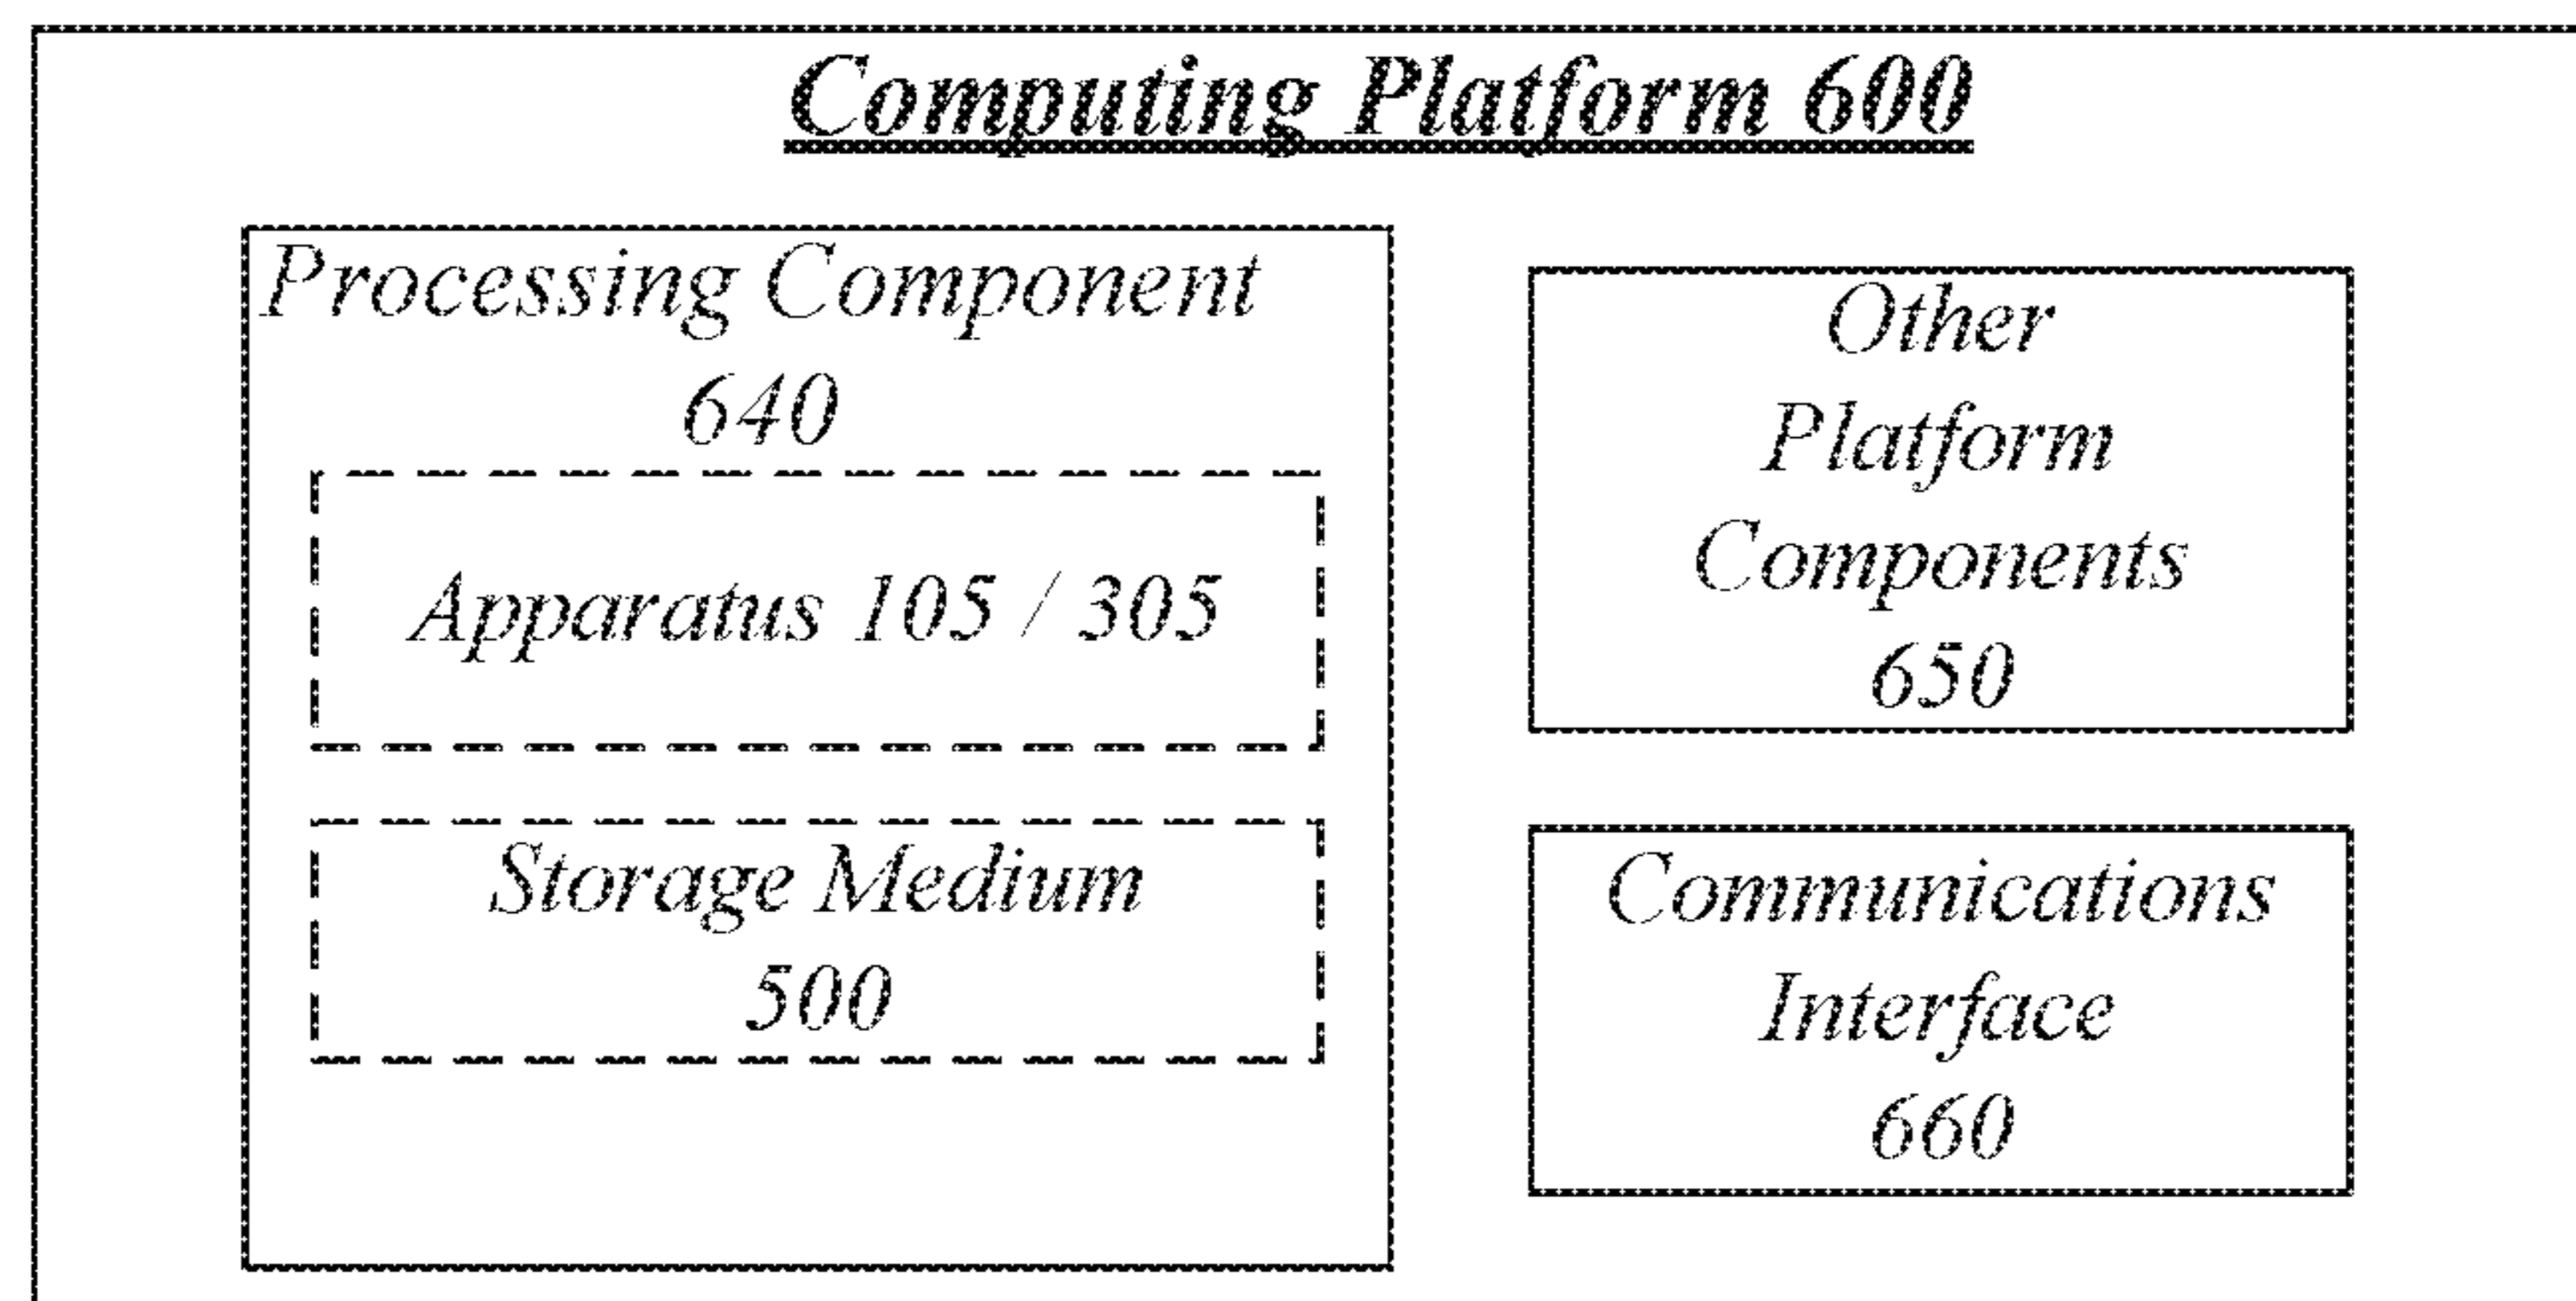 Computing Platform 600
Processing Component
640
Apparatus 105 / 305
Storage Medium
500
Other
Platform
Components
650
Communications
Interface
660